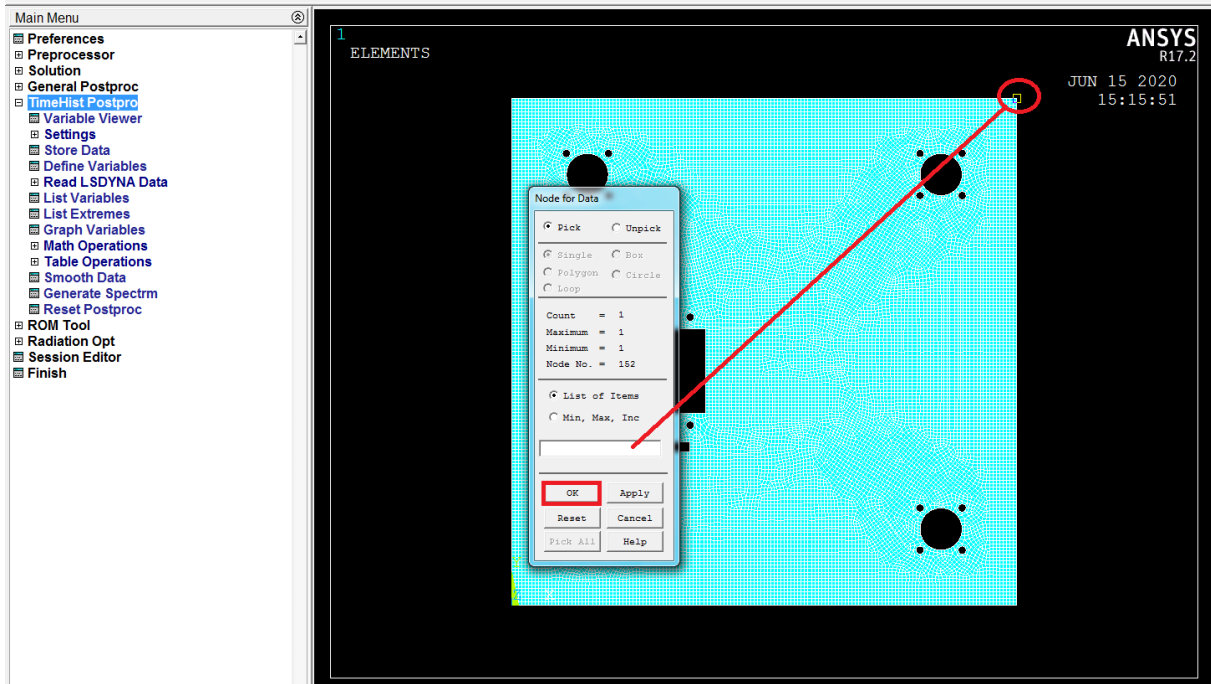 Main Menu
Preferences
Preprocessor
Solution
General Postproc
TimeHist Postpro
Variable Viewer
Settings
Store Data
Define Variables
Read LSDYNA Data
List Variables
List Extremes
Graph Variables
Math Operations
Table Operations
Smooth Data
Generate Spectrm
Reset Postproc
ROM Tool
Radiation Opt
Session Editor
Finish
1
ELEMENTS
ANSYS
R17.2
JUN 15 2020
15:15:51
Node for Data
Pick Unpick
Single Box
Polygon Circle
Loop
Count = 1
Maximum = 1
Minimum = 1
Node No. = 152
List of Items
Min, Max, Inc
OK Apply
Reset Cancel
Pick All Help
Z X